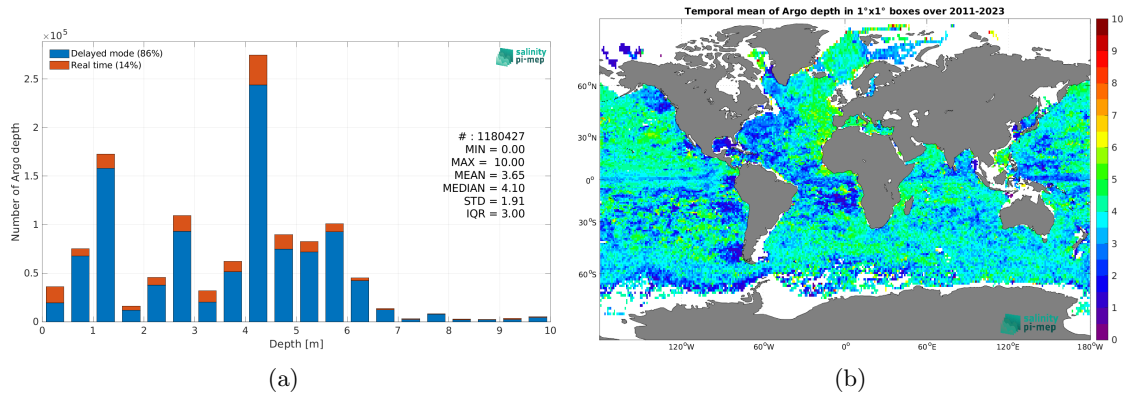 ×10⁵
Delayed mode (86%)
Real time (14%)
salinity
pi-mep
Number of Argo depth
2.5
2
1.5
1
0.5
0
# : 1180427
MIN = 0.00
MAX = 10.00
MEAN = 3.65
MEDIAN = 4.10
STD = 1.91
IQR = 3.00
0 1 2 3 4 5 6 7 8 9 10
Depth [m]
(a)
Temporal mean of Argo depth in 1°x1° boxes over 2011-2023
60°N
30°N
0°
30°S
60°S
120°W 60°W 0° 60°E 120°E 180°W
salinity
pi-mep
10
9
8
7
6
5
4
3
2
1
0
(b)